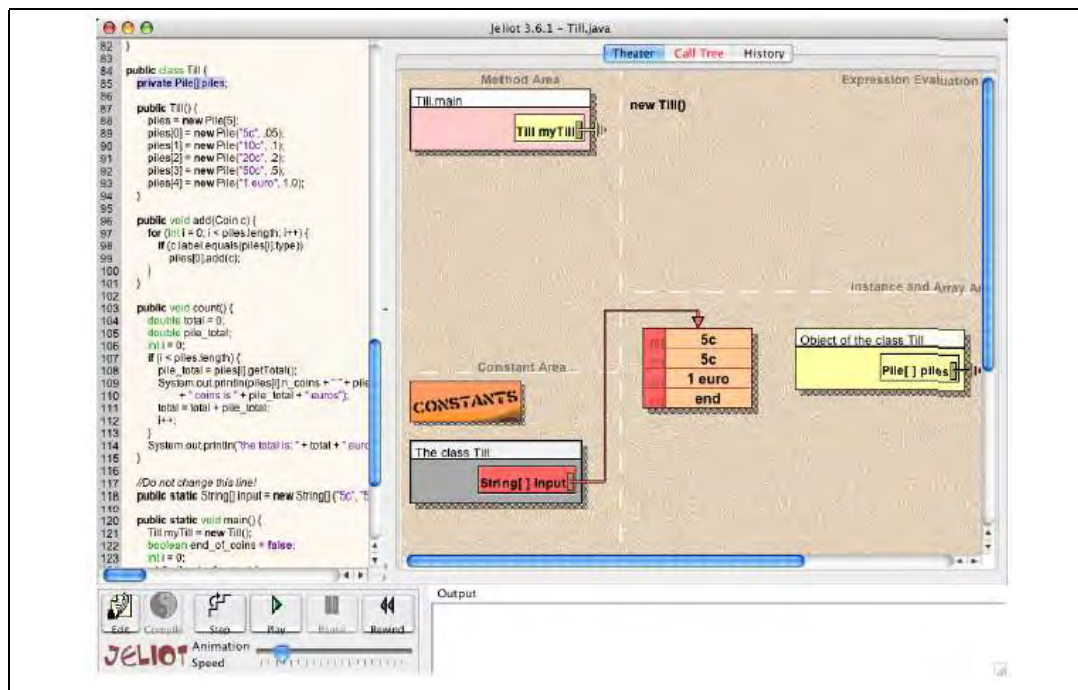 Jeliot 3.6.1 – Till.java
82 }
83
84 public class Till {
85 private Pile[] piles;
86
87 public Till() {
88 piles = new Pile[5];
89 piles[0] = new Pile("5c", .05);
90 piles[1] = new Pile("10c", .1);
91 piles[2] = new Pile("20c", .2);
92 piles[3] = new Pile("50c", .5);
93 piles[4] = new Pile("1 euro", 1.0);
94 }
95
96 public void add(Coin c) {
97 for (int i = 0; i < piles.length; i++) {
98 if (c.label.equals(piles[i].type))
99 piles[0].add(c);
100 }
101 }
102
103 public void count() {
104 double total = 0;
105 double pile_total;
106 int i = 0;
107 if (i < piles.length) {
108 pile_total = piles[i].getTotal();
109 System.out.println(piles[i].n_coins + " " + pile
110 + " coins is " + pile_total + " euros");
111 total = total + pile_total;
112 i++;
113 }
114 System.out.println("the total is: " + total + " euro
115 }
116
117 //Do not change this line!
118 public static String[] input = new String[] {"5c", "5
119
120 public static void main() {
121 Till myTill = new Till();
122 boolean end_of_coins = false;
123 int i = 0;
Theater Call Tree History
Method Area
Expression Evaluation
Till.main
Till myTill
new Till()
Instance and Array A
Constant Area
CONSTANTS
5c
5c
1 euro
end
Object of the class Till
Pile[ ] piles
The class Till
String[ ] input
Edit Compile Step Play Pause Rewind
JELIOT
Animation
Speed
Output